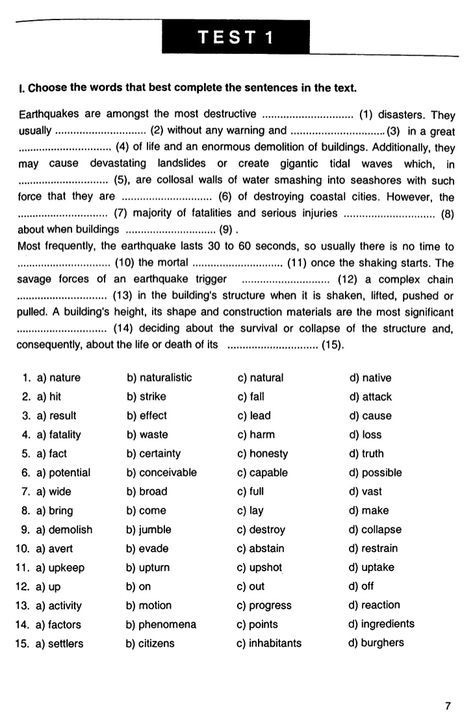 TEST 1
I. Choose the words that best complete the sentences in the text.
Earthquakes are amongst the most destructive .............................. (1) disasters. They
usually .............................. (2) without any warning and ..............................(3) in a great
.............................. (4) of life and an enormous demolition of buildings. Additionally, they
may cause devastating landslides or create gigantic tidal waves which, in
.............................. (5), are collosal walls of water smashing into seashores with such
force that they are .............................. (6) of destroying coastal cities. However, the
.............................. (7) majority of fatalities and serious injuries .............................. (8)
about when buildings .............................. (9) .
Most frequently, the earthquake lasts 30 to 60 seconds, so usually there is no time to
.............................. (10) the mortal .............................. (11) once the shaking starts. The
savage forces of an earthquake trigger .............................. (12) a complex chain
.............................. (13) in the building's structure when it is shaken, lifted, pushed or
pulled. A building's height, its shape and construction materials are the most significant
.............................. (14) deciding about the survival or collapse of the structure and,
consequently, about the life or death of its .............................. (15).
1. a) nature b) naturalistic c) natural d) native
2. a) hit b) strike c) fall d) attack
3. a) result b) effect c) lead d) cause
4. a) fatality b) waste c) harm d) loss
5. a) fact b) certainty c) honesty d) truth
6. a) potential b) conceivable c) capable d) possible
7. a) wide b) broad c) full d) vast
8. a) bring b) come c) lay d) make
9. a) demolish b) jumble c) destroy d) collapse
10. a) avert b) evade c) abstain d) restrain
11. a) upkeep b) upturn c) upshot d) uptake
12. a) up b) on c) out d) off
13. a) activity b) motion c) progress d) reaction
14. a) factors b) phenomena c) points d) ingredients
15. a) settlers b) citizens c) inhabitants d) burghers
7